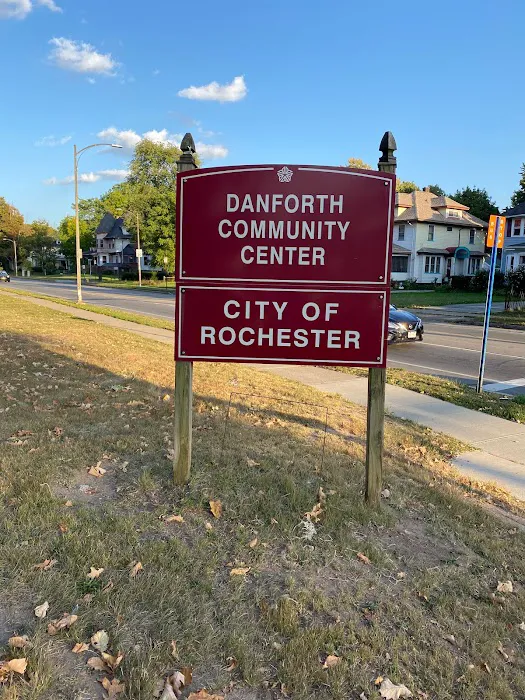 DANFORTH
COMMUNITY
CENTER
CITY OF
ROCHESTER